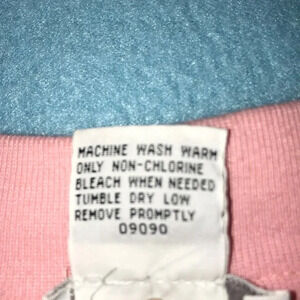 MACHINE WASH WARM
ONLY NON-CHLORINE
BLEACH WHEN NEEDED
TUMBLE DRY LOW
REMOVE PROMPTLY
09090